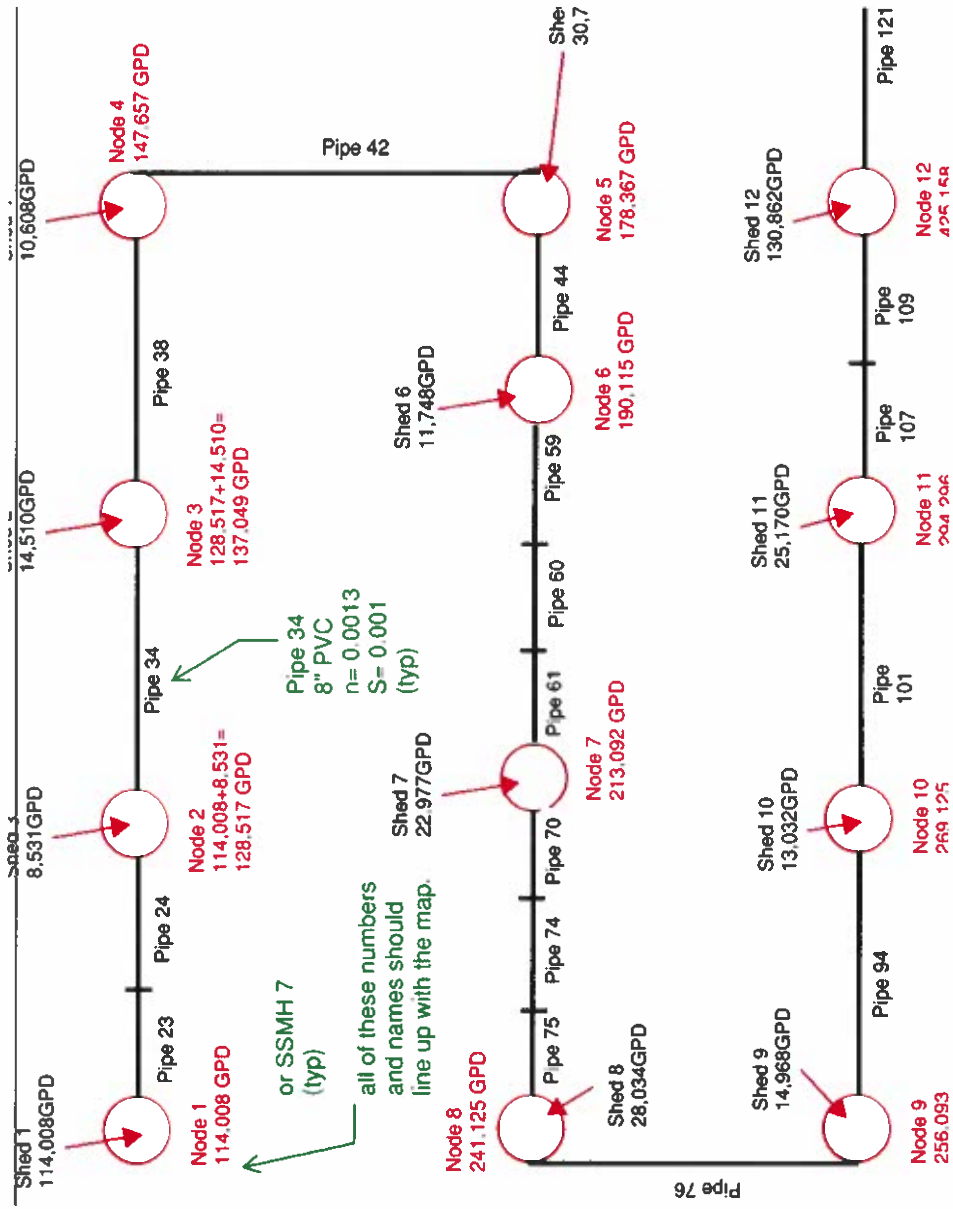 Shed 1
114,008GPD
8,531GPD
14,510GPD
10,608GPD
Pipe 23
Pipe 24
Pipe 34
Pipe 38
Node 1
114,008 GPD
Node 2
114,008+8,531=
128,517 GPD
Node 3
128,517+14,510=
137,049 GPD
Node 4
147,657 GPD
Pipe 42
or SSMH 7
(typ)
all of these numbers
and names should
line up with the map.
Pipe 34
8" PVC
n= 0.0013
S= 0.001
(typ)
30,7
Node 8
241,125 GPD
Pipe 75
Pipe 74
Pipe 70
Pipe 61
Pipe 60
Pipe 59
Pipe 44
Shed 8
28,034GPD
Shed 7
22,977GPD
Node 7
213,092 GPD
Shed 6
11,748GPD
Node 6
190,115 GPD
Node 5
178,367 GPD
Pipe 76
Shed 9
14,968GPD
Node 9
256,093
Pipe 94
Shed 10
13,032GPD
Node 10
269,125
Pipe
101
Shed 11
25,170GPD
Node 11
294,296
Pipe
107
Pipe
109
Shed 12
130,862GPD
Node 12
425,158
Pipe 121